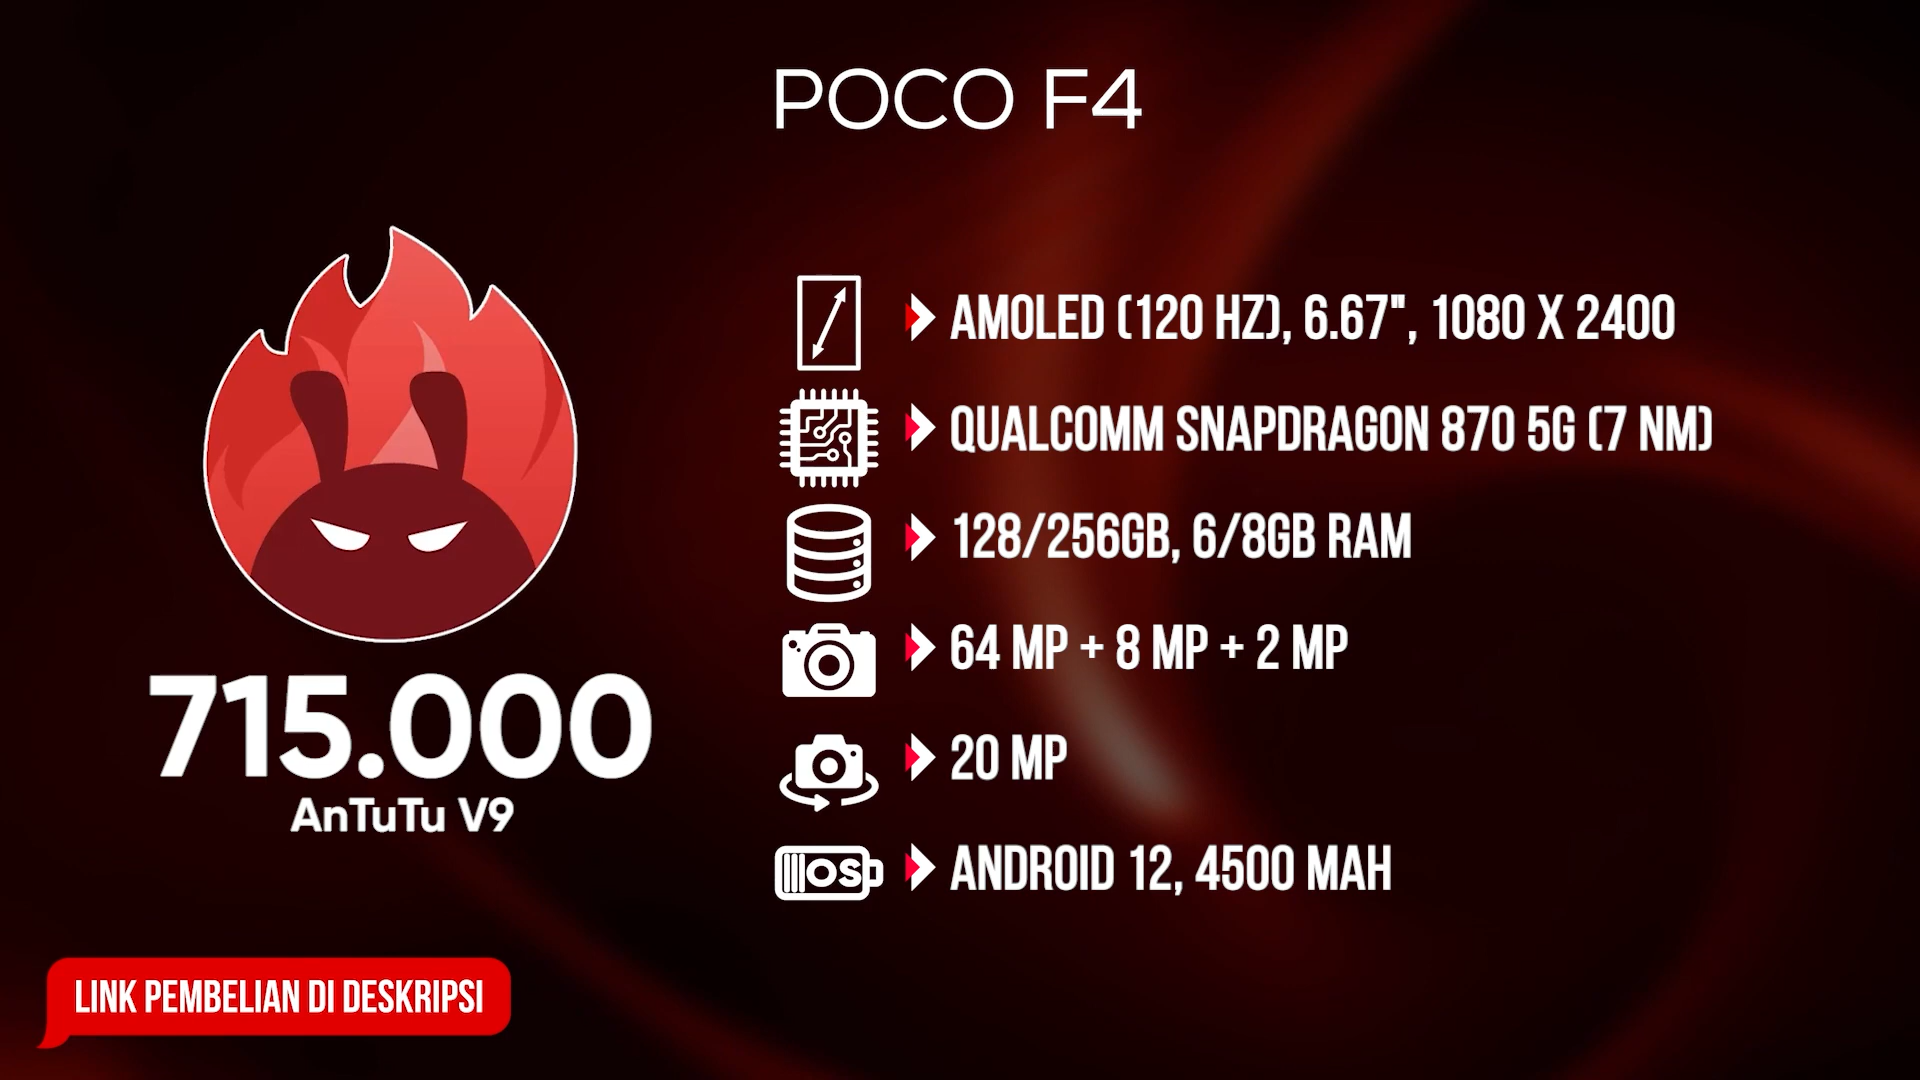 POCO F4
715.000
AnTuTu V9
AMOLED (120 HZ), 6.67", 1080 X 2400
QUALCOMM SNAPDRAGON 870 5G (7 NM)
128/256GB, 6/8GB RAM
64 MP + 8 MP + 2 MP
20 MP
OS
ANDROID 12, 4500 MAH
LINK PEMBELIAN DI DESKRIPSI